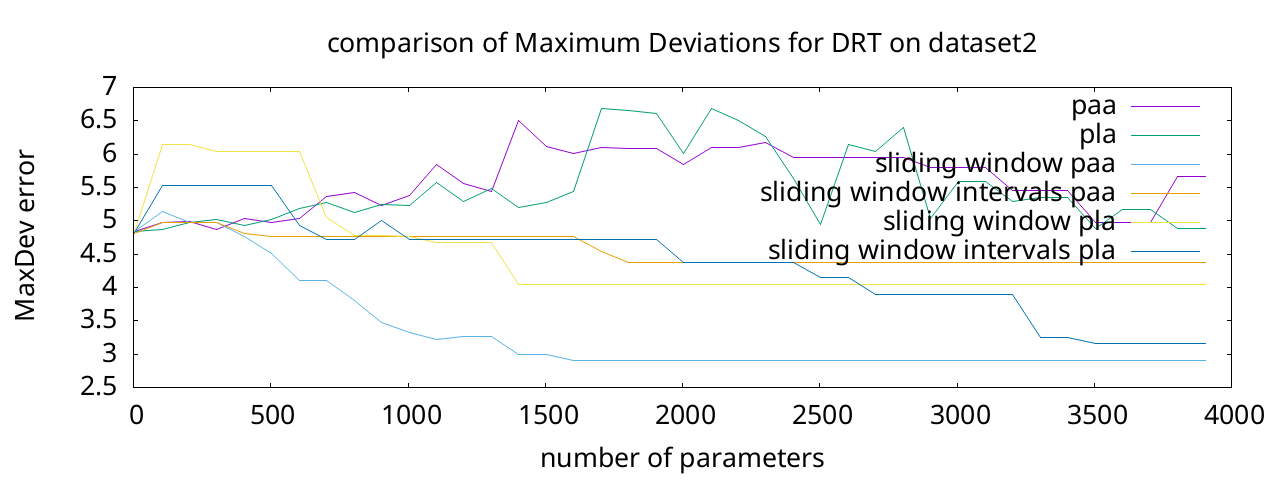 comparison of Maximum Deviations for DRT on dataset2
MaxDev error
7
6.5
6
5.5
5
4.5
4
3.5
3
2.5
paa
pla
sliding window paa
sliding window intervals paa
sliding window pla
sliding window intervals pla
0 500 1000 1500 2000 2500 3000 3500 4000
number of parameters